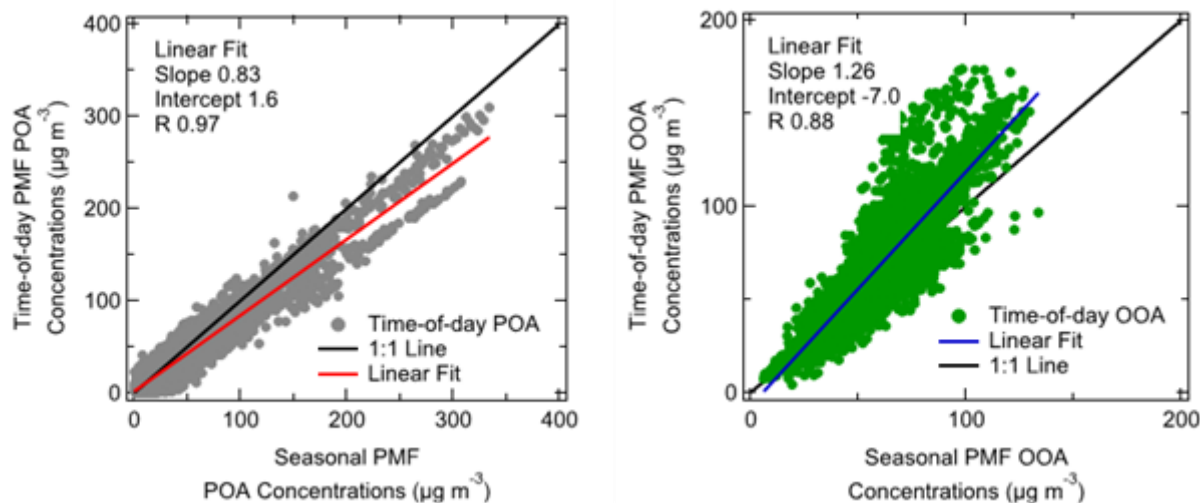 400
300
200
100
0
Time-of-day PMF POA
Concentrations (µg m-3)
Linear Fit
Slope 0.83
Intercept 1.6
R 0.97
Time-of-day POA
1:1 Line
Linear Fit
0 100 200 300 400
Seasonal PMF
POA Concentrations (µg m-3)
200
100
0
Time-of-day PMF OOA
Concentrations (µg m-3)
Linear Fit
Slope 1.26
Intercept -7.0
R 0.88
Time-of-day OOA
Linear Fit
1:1 Line
0 100 200
Seasonal PMF OOA
Concentrations (µg m-3)